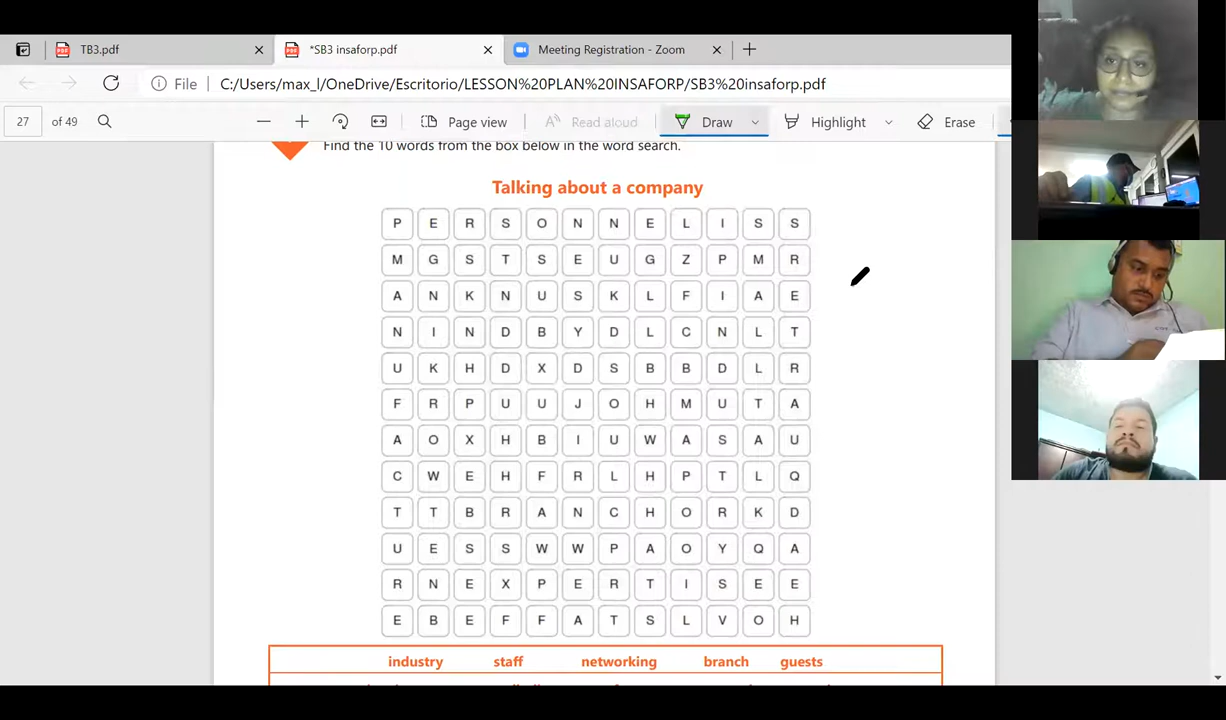 TB3.pdf
*SB3 insaforp.pdf
Meeting Registration - Zoom
File
C:/Users/max_l/OneDrive/Escritorio/LESSON%20PLAN%20INSAFORP/SB3%20insaforp.pdf
27 of 49
Page view
Read aloud
Draw
Highlight
Erase
Find the 10 words from the box below in the word search.
Talking about a company
P E R S O N N E L I S S
M G S T S E U G Z P M R
A N K N U S K L F I A E
N I N D B Y D L C N L T
U K H D X D S B B D L R
F R P U U J O H M U T A
A O X H B I U W A S A U
C W E H F R L H P T L Q
T T B R A N C H O R K D
U E S S W W P A O Y Q A
R N E X P E R T I S E E
E B E F F A T S L V O H
industry staff networking branch guests